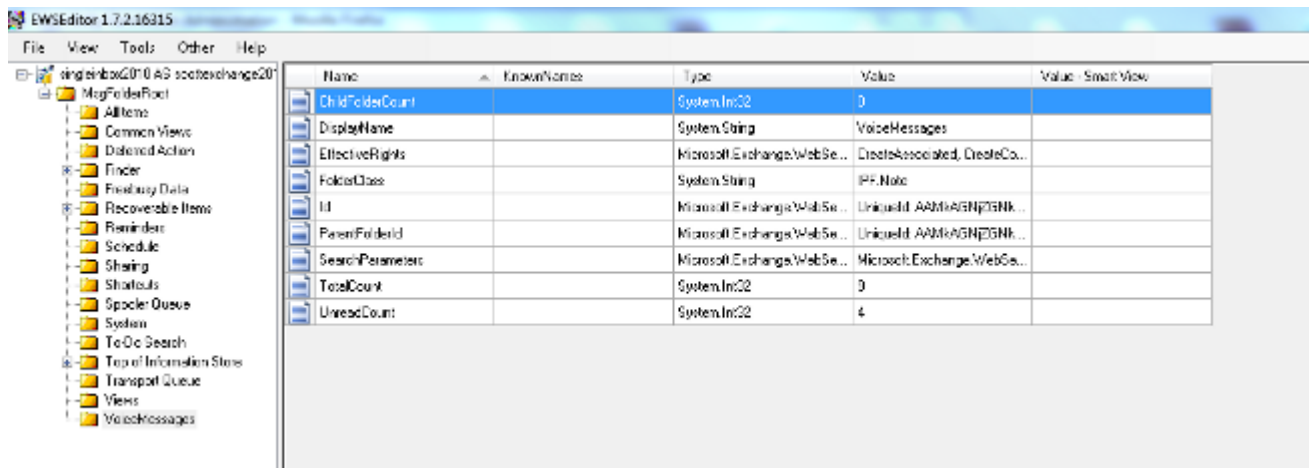 EWSEditor 1.7.2.16315
File View Tools Other Help
MsgFolderRoot
AllItems
Common Views
Deferred Action
Finder
Freebusy Data
Recoverable Items
Reminders
Schedule
Sharing
Shortcuts
Spooler Queue
System
To-Do Search
Top of Information Store
Transport Queue
Views
VoiceMessages
Name KnownNames Type Value Value - Smart View
ChildFolderCount System.Int32 0
DisplayName System.String VoiceMessages
EffectiveRights Microsoft.Exchange.WebSe... CreateAssociated, CreateCo...
FolderClass System.String IPF.Note
Id Microsoft.Exchange.WebSe... UniqueId:
ParentFolderId Microsoft.Exchange.WebSe... UniqueId:
SearchParameters Microsoft.Exchange.WebSe... Microsoft.Exchange.WebSe...
TotalCount System.Int32
UnreadCount System.Int32 4